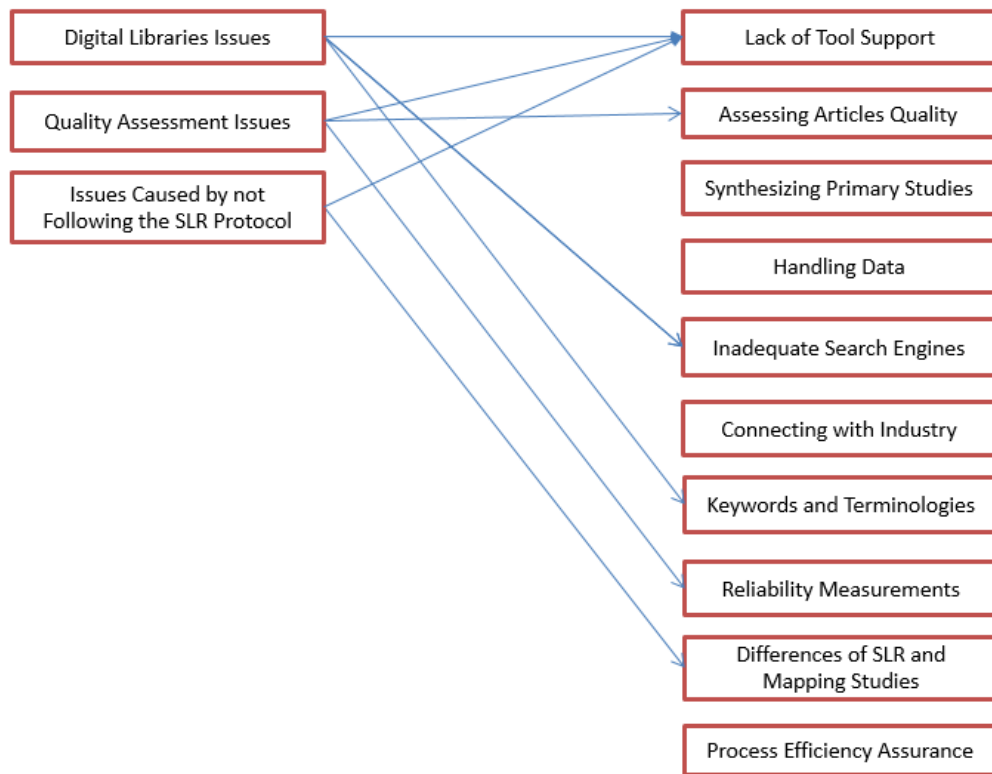 Digital Libraries Issues
Quality Assessment Issues
Issues Caused by not
Following the SLR Protocol
Lack of Tool Support
Assessing Articles Quality
Synthesizing Primary Studies
Handling Data
Inadequate Search Engines
Connecting with Industry
Keywords and Terminologies
Reliability Measurements
Differences of SLR and
Mapping Studies
Process Efficiency Assurance